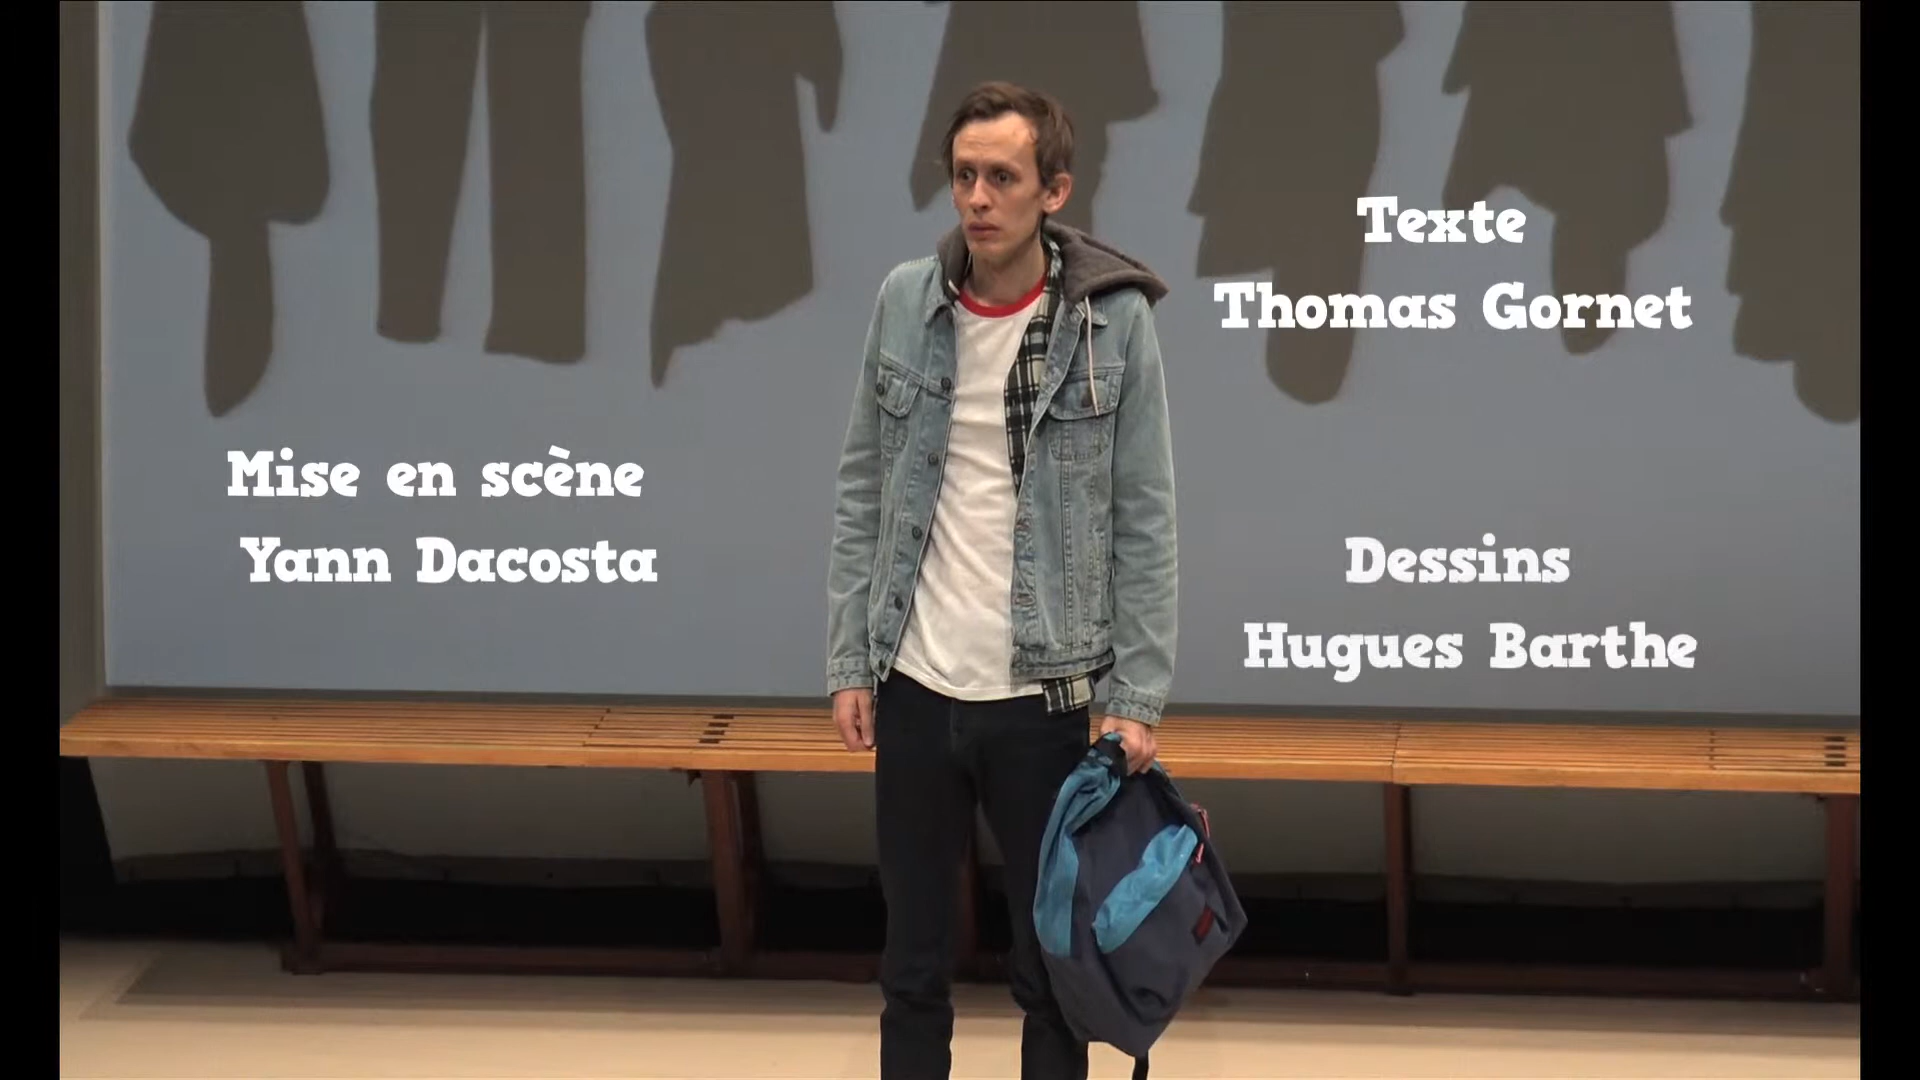 Mise en scène
Yann Dacosta
Texte
Thomas Gornet
Dessins
Hugues Barthe